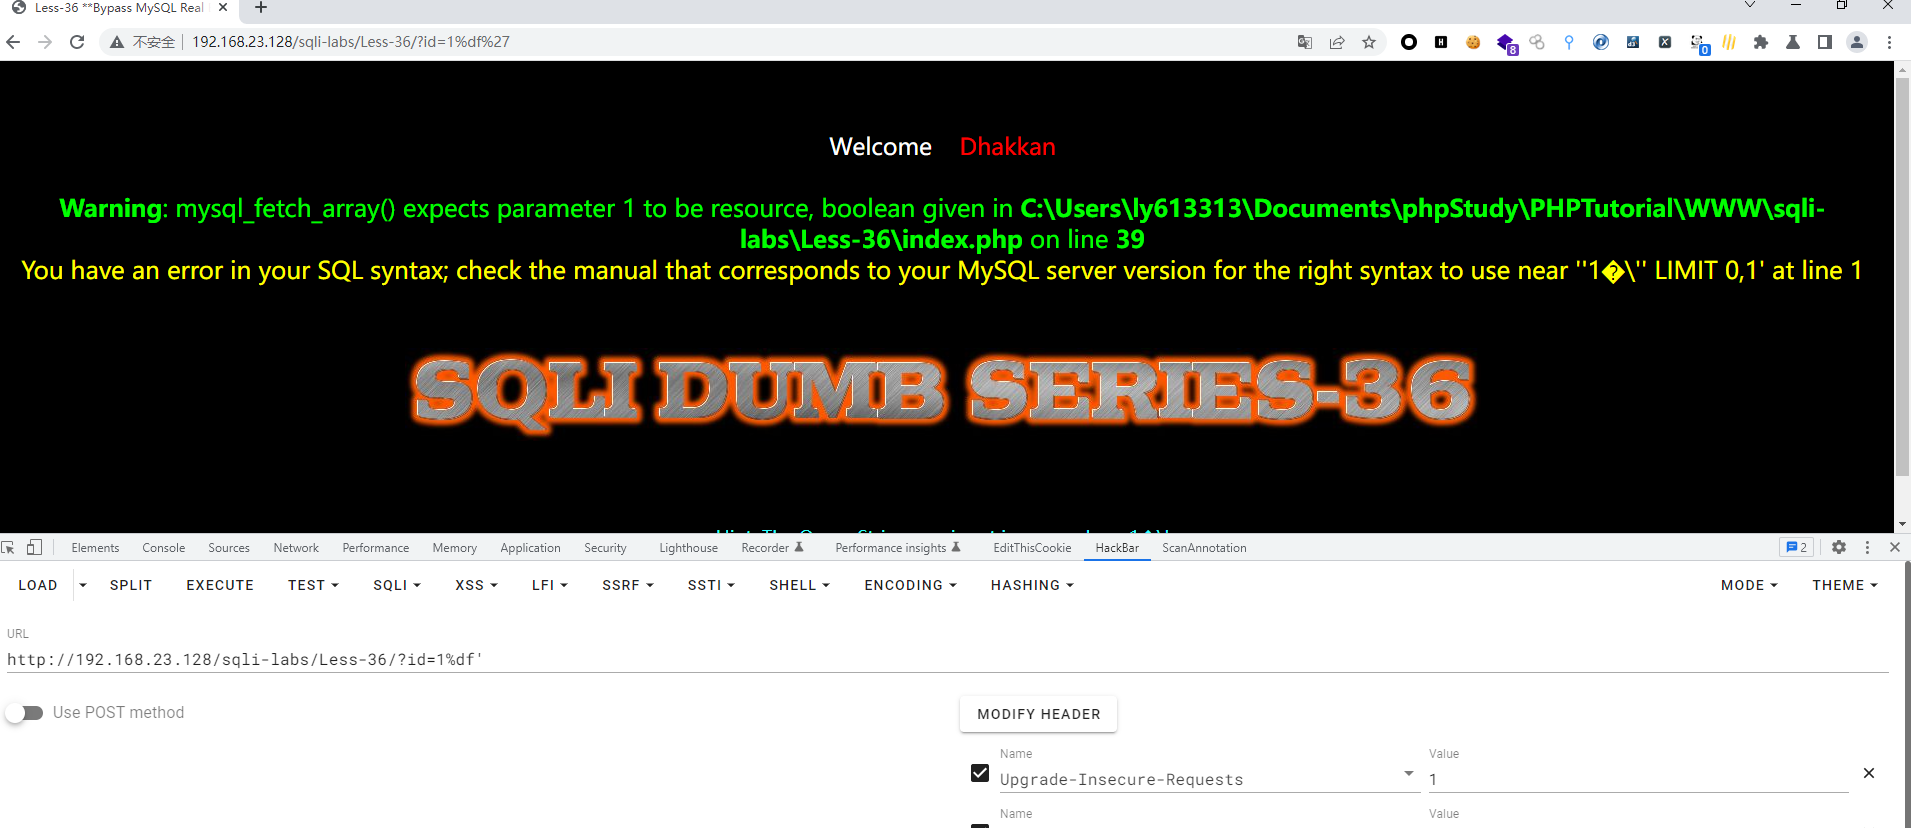 Less-36 **Bypass MySQL Real
不安全 192.168.23.128/sqli-labs/Less-36/?id=1%df%27
8
0
Welcome Dhakkan
Warning: mysql_fetch_array() expects parameter 1 to be resource, boolean given in C:\Users\ly613313\Documents\phpStudy\PHPTutorial\WWW\sqli-
labs\Less-36\index.php on line 39
You have an error in your SQL syntax; check the manual that corresponds to your MySQL server version for the right syntax to use near ''1�\'' LIMIT 0,1' at line 1
SQLI DUMB SERIES-36
Elements Console Sources Network Performance Memory Application Security Lighthouse Recorder Performance insights EditThisCookie HackBar ScanAnnotation 2
LOAD SPLIT EXECUTE TEST SQLI XSS LFI SSRF SSTI SHELL ENCODING HASHING MODE THEME
URL
http://192.168.23.128/sqli-labs/Less-36/?id=1%df'
Use POST method
MODIFY HEADER
Name Value
Upgrade-Insecure-Requests 1
Name Value